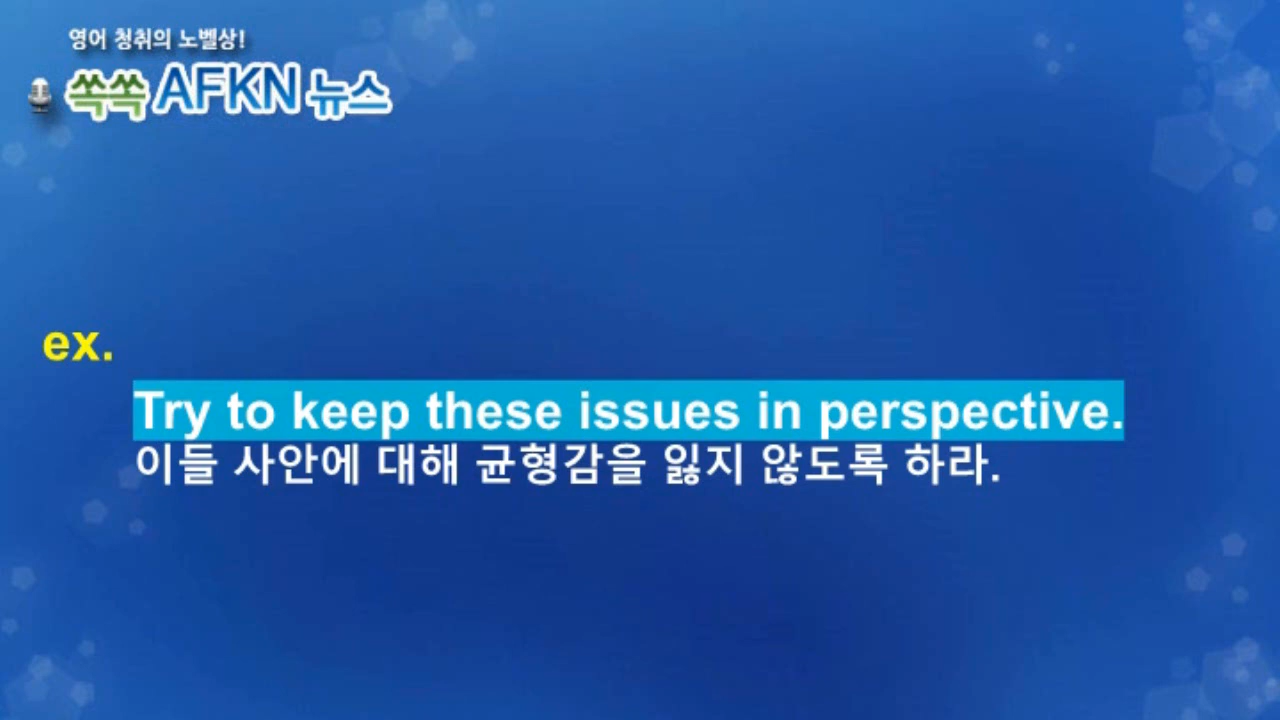 영어 청취의 노벨상!
쏙쏙 AFKN 뉴스
ex.
Try to keep these issues in perspective.
이들 사안에 대해 균형감을 잃지 않도록 하라.